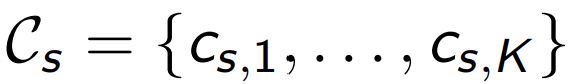 𝒞ₛ = {cₛ,₁, . . . , cₛ,K}